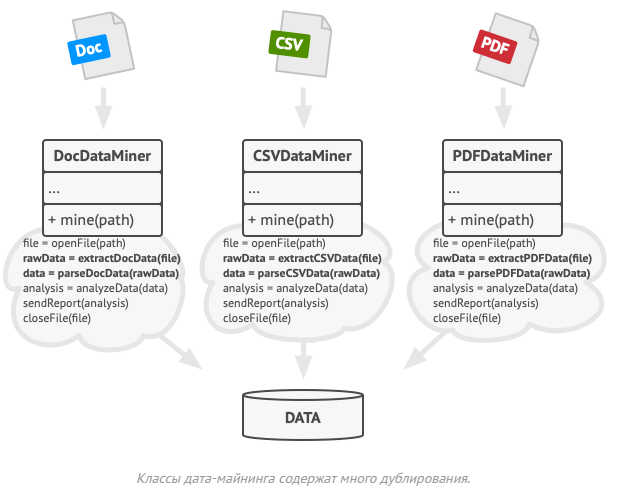 Doc
CSV
PDF
DocDataMiner
...
+ mine(path)
file = openFile(path)
rawData = extractDocData(file)
data = parseDocData(rawData)
analysis = analyzeData(data)
sendReport(analysis)
closeFile(file)
CSVDataMiner
...
+ mine(path)
file = openFile(path)
rawData = extractCSVData(file)
data = parseCSVData(rawData)
analysis = analyzeData(data)
sendReport(analysis)
closeFile(file)
PDFDataMiner
...
+ mine(path)
file = openFile(path)
rawData = extractPDFData(file)
data = parsePDFData(rawData)
analysis = analyzeData(data)
sendReport(analysis)
closeFile(file)
DATA
Классы дата-майнинга содержат много дублирования.